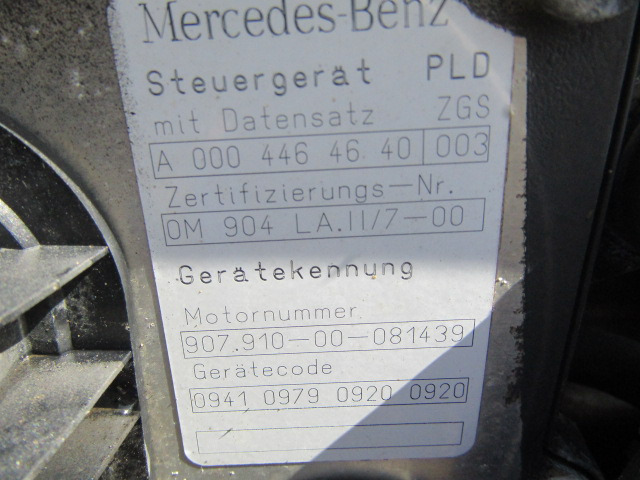 Mercedes-Benz
Steuergerät PLD
mit Datensatz ZGS
A 000 446 46 40 003
Zertifizierungs-Nr.
OM 904 LA.II/7-00
Gerätekennung
Motornummer
907.910-00-081439
Gerätecode
0941 0979 0920 0920